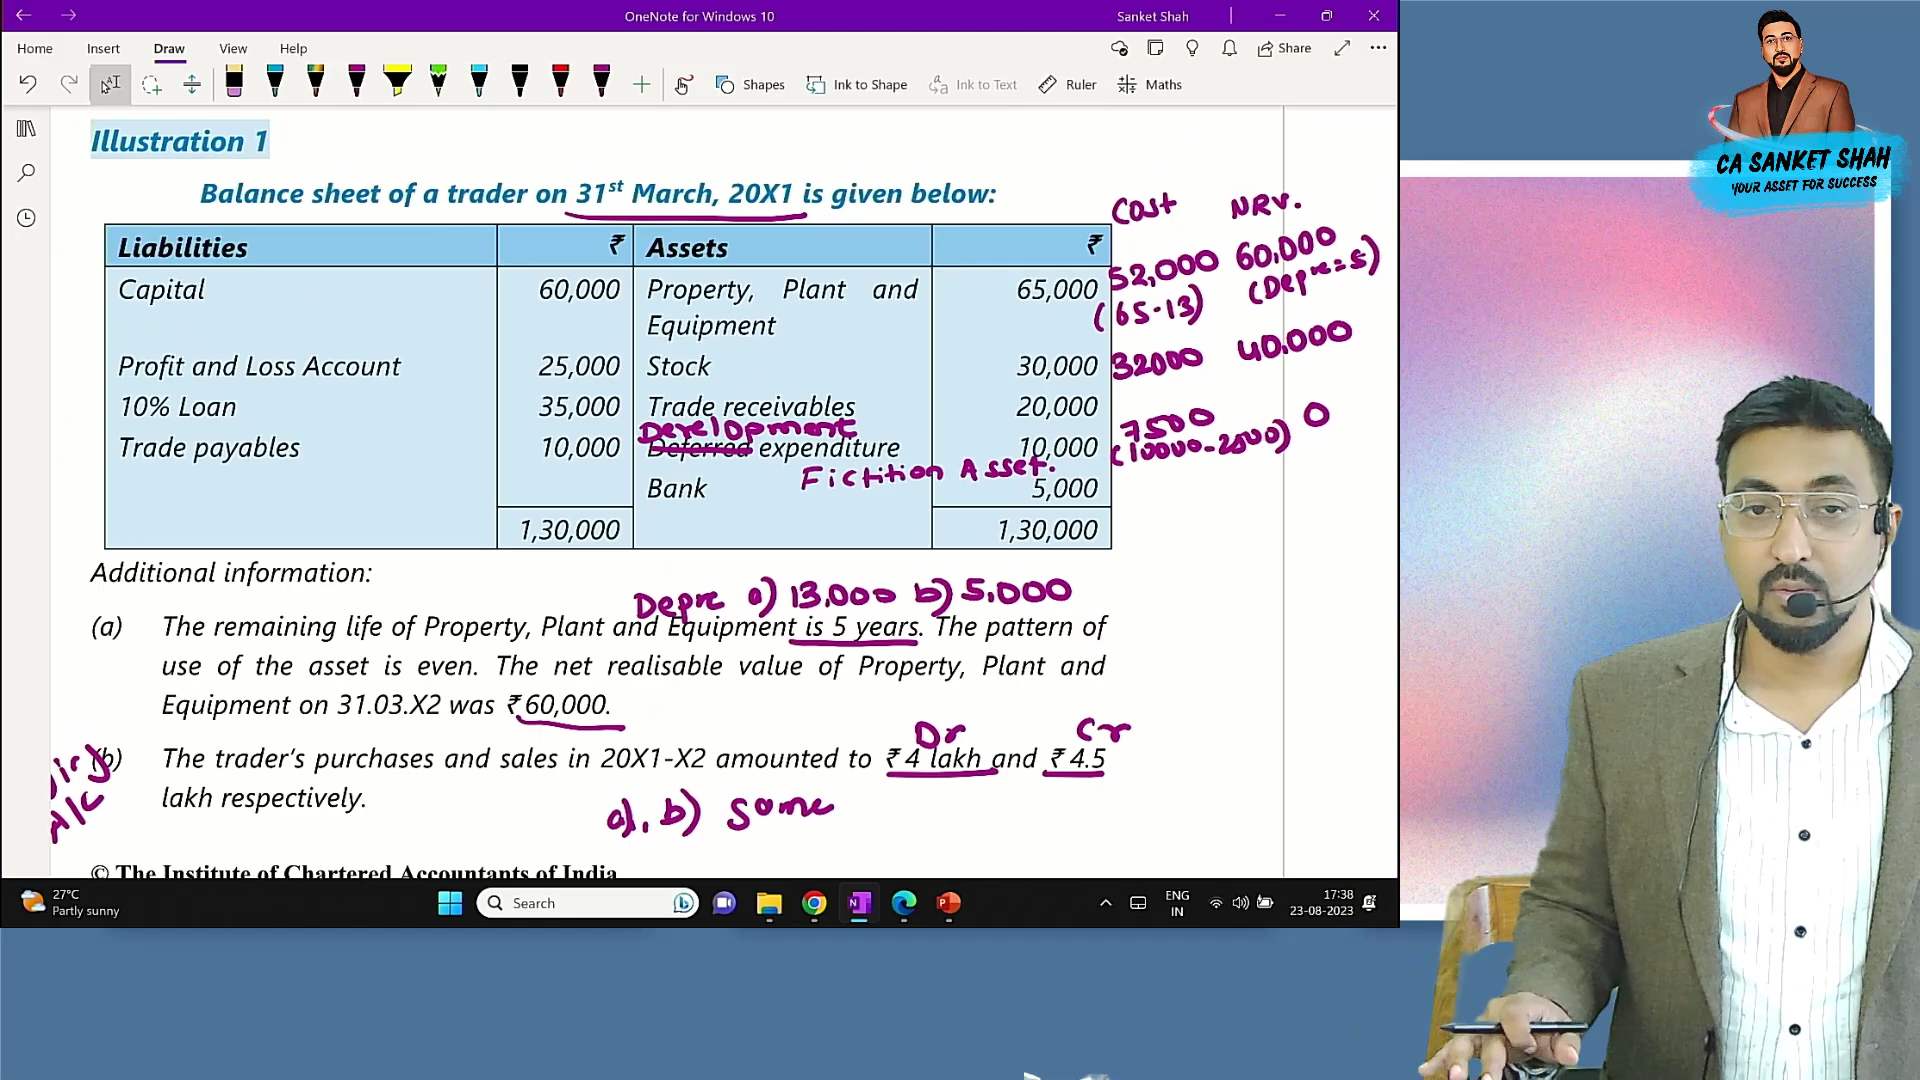 OneNote for Windows 10
Sanket Shah
Home Insert Draw View Help
Share
Shapes Ink to Shape Ink to Text Ruler Maths
CA SANKET SHAH
YOUR ASSET FOR SUCCESS
Illustration 1
Balance sheet of a trader on 31st March, 20X1 is given below:
Cost NRV.
Liabilities ₹ Assets ₹
Capital 60,000 Property, Plant and Equipment 65,000
52,000 60,000
(65-13) (Depre=5)
Profit and Loss Account 25,000 Stock 30,000
32000 40,000
10% Loan 35,000 Trade receivables 20,000
Development
7500 0
Trade payables 10,000 Deferred expenditure 10,000
(10000-2500)
Fictition Asset.
Bank 5,000
1,30,000 1,30,000
Additional information:
Depre a) 13,000 b) 5,000
(a) The remaining life of Property, Plant and Equipment is 5 years. The pattern of
use of the asset is even. The net realisable value of Property, Plant and
Equipment on 31.03.X2 was ₹ 60,000.
Dr Cr
(b) The trader's purchases and sales in 20X1-X2 amounted to ₹ 4 lakh and ₹ 4.5
lakh respectively.
a), b) Some
© The Institute of Chartered Accountants of India
27°C
Partly sunny
Search
ENG
IN
17:38
23-08-2023